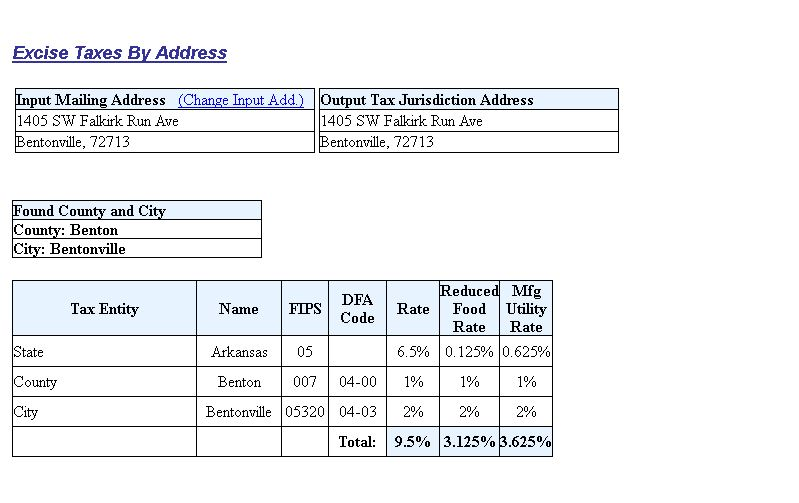 Excise Taxes By Address
Input Mailing Address (Change Input Add.) Output Tax Jurisdiction Address
1405 SW Falkirk Run Ave 1405 SW Falkirk Run Ave
Bentonville, 72713 Bentonville, 72713
Found County and City
County: Benton
City: Bentonville
Tax Entity Name FIPS DFA Code Rate Reduced Food Rate Mfg Utility Rate
State Arkansas 05 6.5% 0.125% 0.625%
County Benton 007 04-00 1% 1% 1%
City Bentonville 05320 04-03 2% 2% 2%
Total: 9.5% 3.125% 3.625%